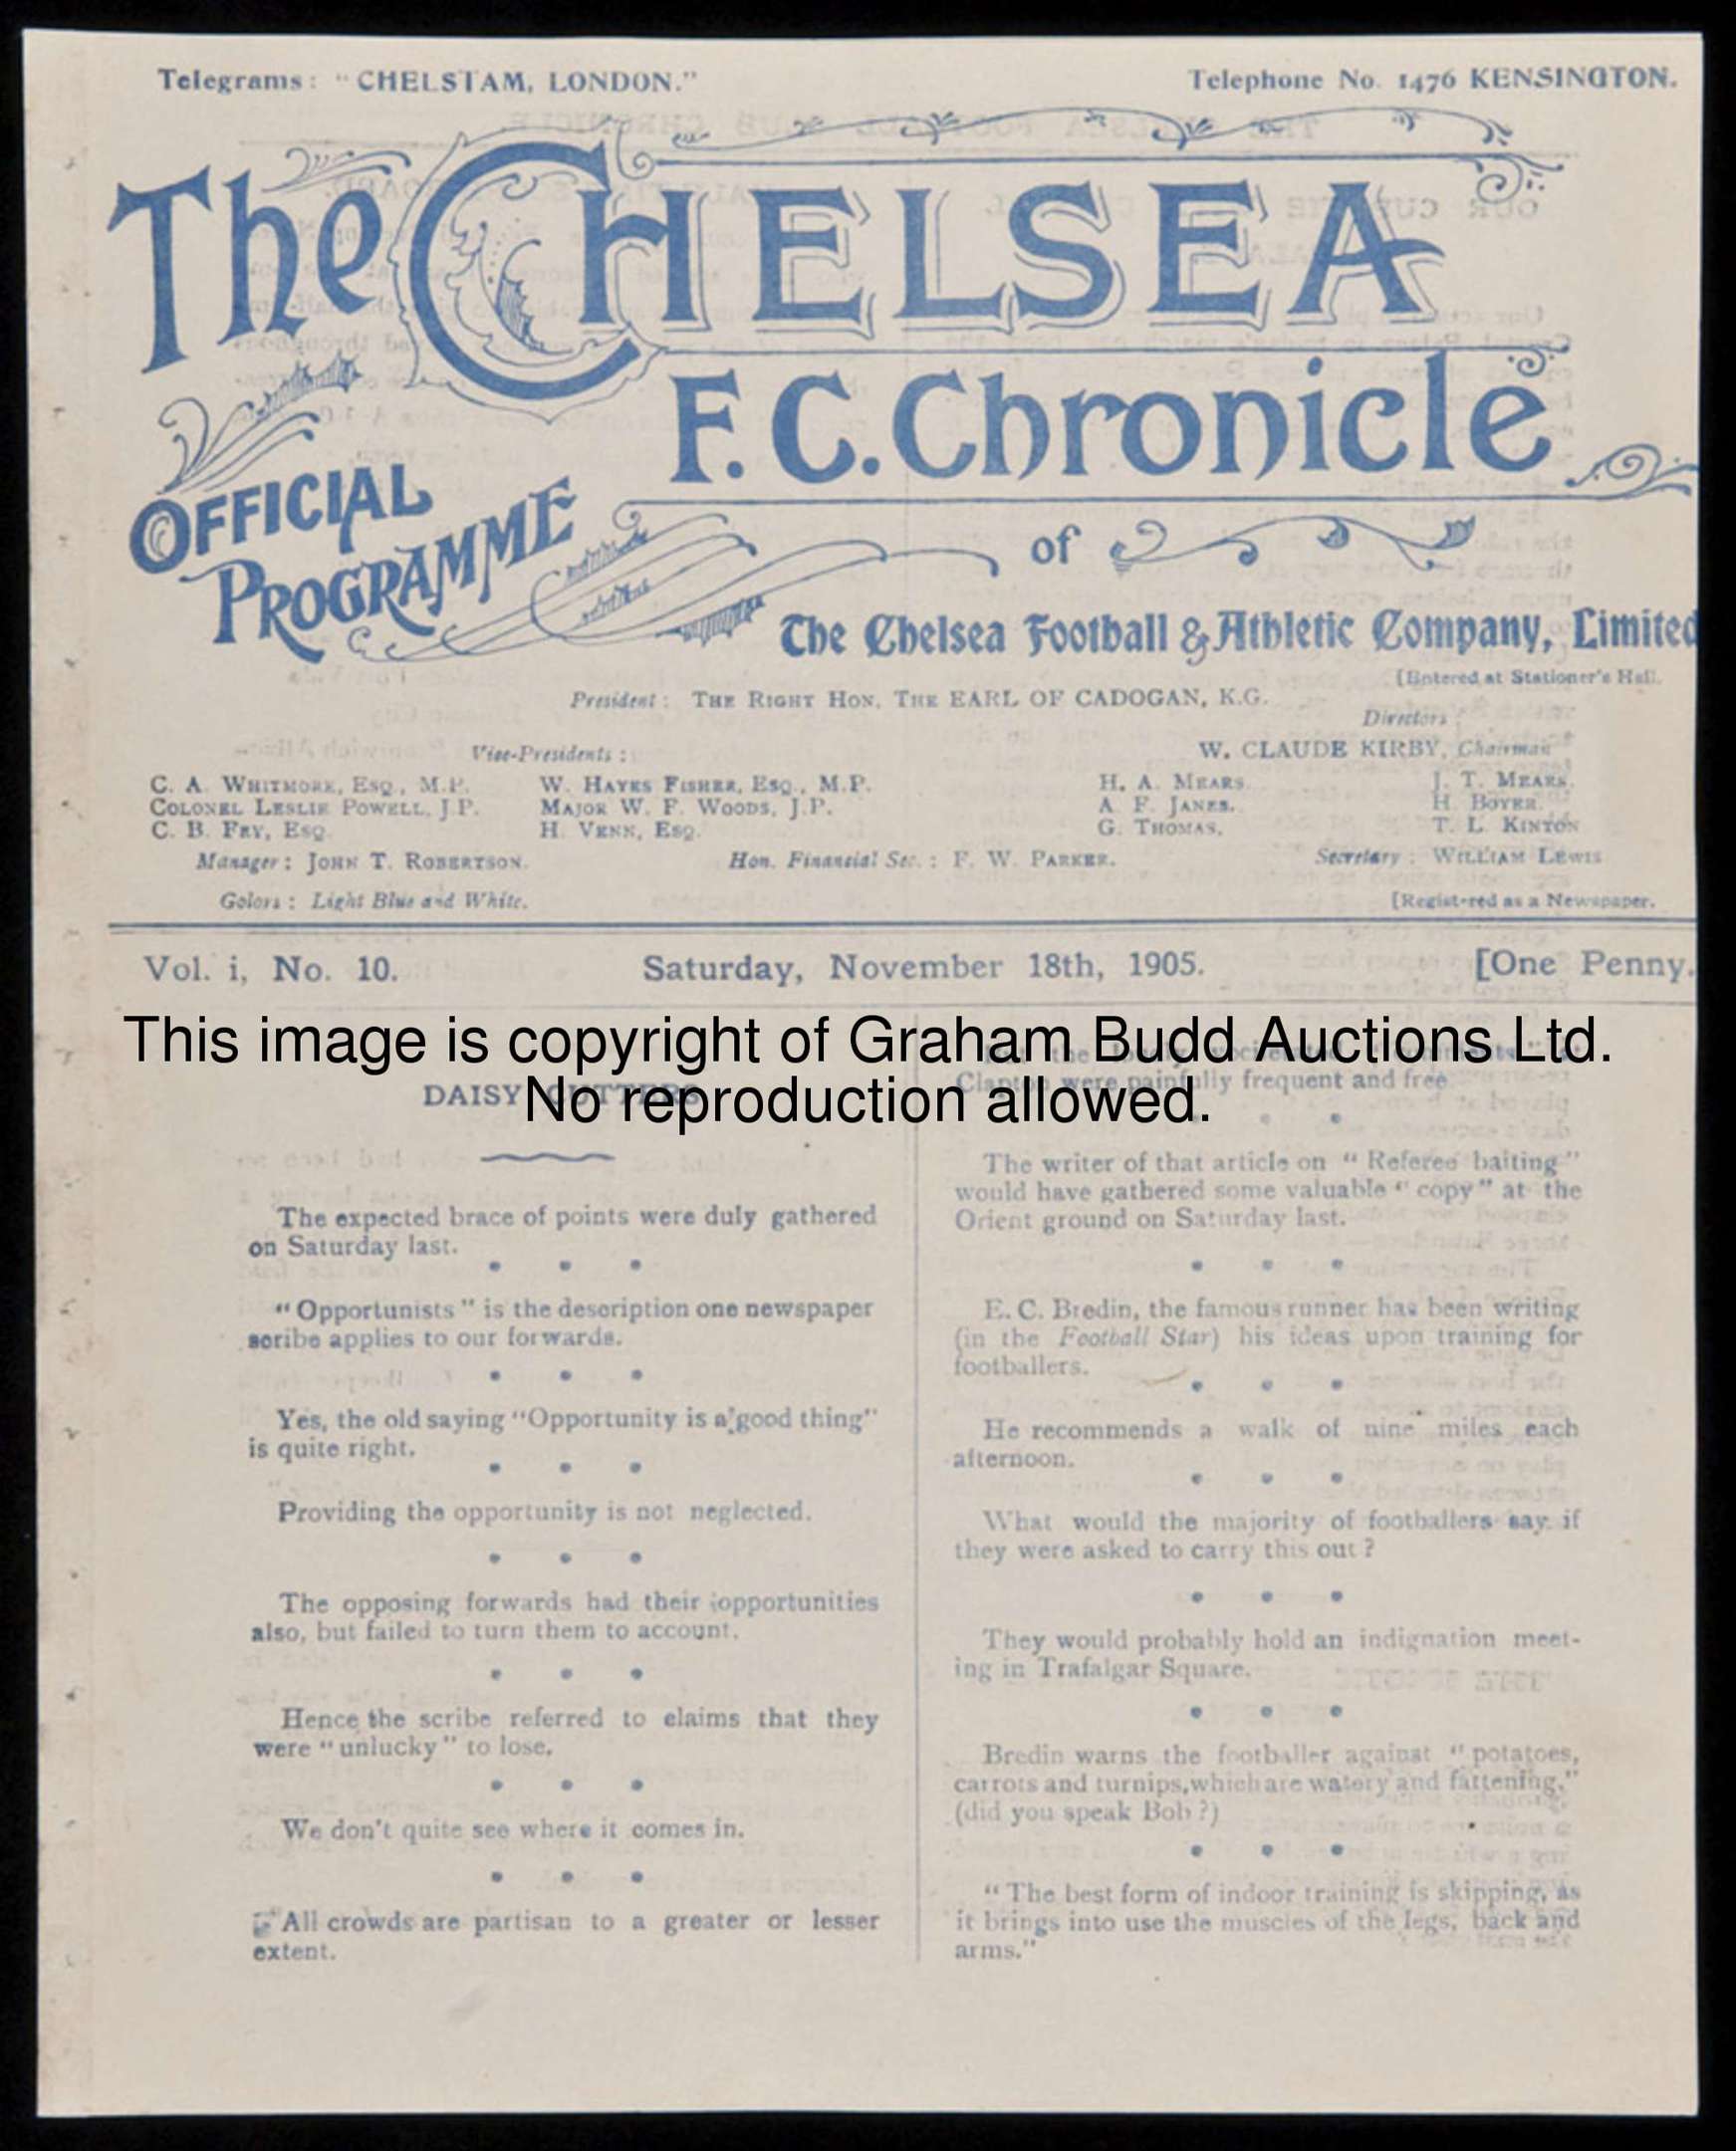 Telegrams: "CHELSTAM, LONDON."
Telephone No. 1476 KENSINGTON.
The CHELSEA
F.C. Chronicle
OFFICIAL
PROGRAMME
of
The Chelsea Football & Athletic Company, Limited
[Entered at Stationer's Hall.
President: THE RIGHT HON. THE EARL OF CADOGAN, K.G.
Directors:
Vice-Presidents:
W. CLAUDE KIRBY, Chairman
C. A. WHITMORE, ESQ., M.P. W. HAYES FISHER, ESQ., M.P. H. A. MEARS. J. T. MEARS.
COLONEL LESLIE POWELL, J.P. MAJOR W. F. WOODS, J.P. A. F. JANES. H. BOYER.
C. B. FRY, ESQ. H. VENN, ESQ. G. THOMAS. T. L. KINTON
Manager: JOHN T. ROBERTSON. Hon. Financial Sec.: F. W. PARKER. Secretary: WILLIAM LEWIS
Colors: Light Blue and White.
[Regist-red as a Newspaper.
Vol. i, No. 10. Saturday, November 18th, 1905. [One Penny.
This image is copyright of Graham Budd Auctions Ltd.
No reproduction allowed.
DAISY CUTTERS
The expected brace of points were duly gathered
on Saturday last.
"Opportunists" is the description one newspaper
scribe applies to our forwards.
Yes, the old saying "Opportunity is a good thing"
is quite right.
Providing the opportunity is not neglected.
The opposing forwards had their opportunities
also, but failed to turn them to account.
Hence the scribe referred to claims that they
were "unlucky" to lose.
We don't quite see where it comes in.
All crowds are partisan to a greater or lesser
extent.
Clapton were painfully frequent and free
The writer of that article on "Referee baiting"
would have gathered some valuable "copy" at the
Orient ground on Saturday last.
E. C. Bredin, the famous runner has been writing
(in the Football Star) his ideas upon training for
footballers.
He recommends a walk of nine miles each
afternoon.
What would the majority of footballers say if
they were asked to carry this out?
They would probably hold an indignation meet-
ing in Trafalgar Square.
Bredin warns the footballer against "potatoes,
carrots and turnips, which are watery and fattening,"
(did you speak Bob?)
"The best form of indoor training is skipping, as
it brings into use the muscles of the legs, back and
arms."